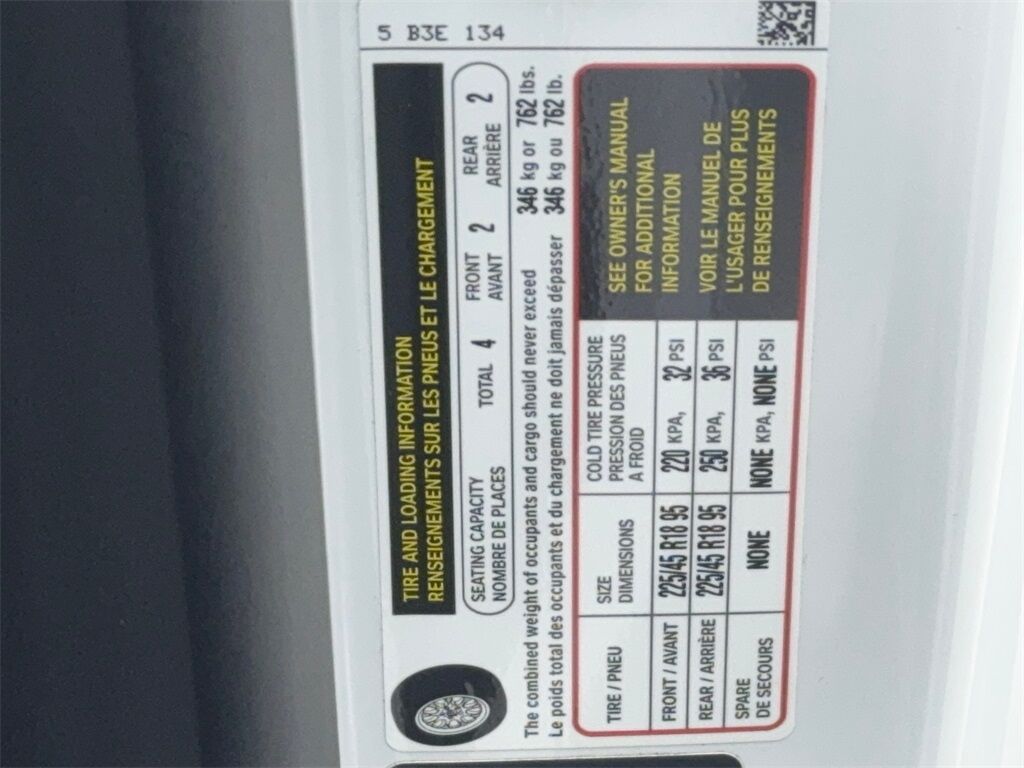 5 B3E 134
TIRE AND LOADING INFORMATION
RENSEIGNEMENTS SUR LES PNEUS ET LE CHARGEMENT
SEATING CAPACITY
NOMBRE DE PLACES
TOTAL 4
FRONT
AVANT
2
REAR
ARRIÈRE
2
The combined weight of occupants and cargo should never exceed 346 kg or 762 lbs.
Le poids total des occupants et du chargement ne doit jamais dépasser 346 kg ou 762 lb.
TIRE / PNEU
SIZE
DIMENSIONS
COLD TIRE PRESSURE
PRESSION DES PNEUS
A FROID
FRONT / AVANT 225/45 R18 95 220 KPA, 32 PSI
REAR / ARRIÈRE 225/45 R18 95 250 KPA, 36 PSI
SPARE
DE SECOURS
NONE NONE KPA, NONE PSI
SEE OWNER'S MANUAL
FOR ADDITIONAL
INFORMATION
VOIR LE MANUEL DE
L'USAGER POUR PLUS
DE RENSEIGNEMENTS